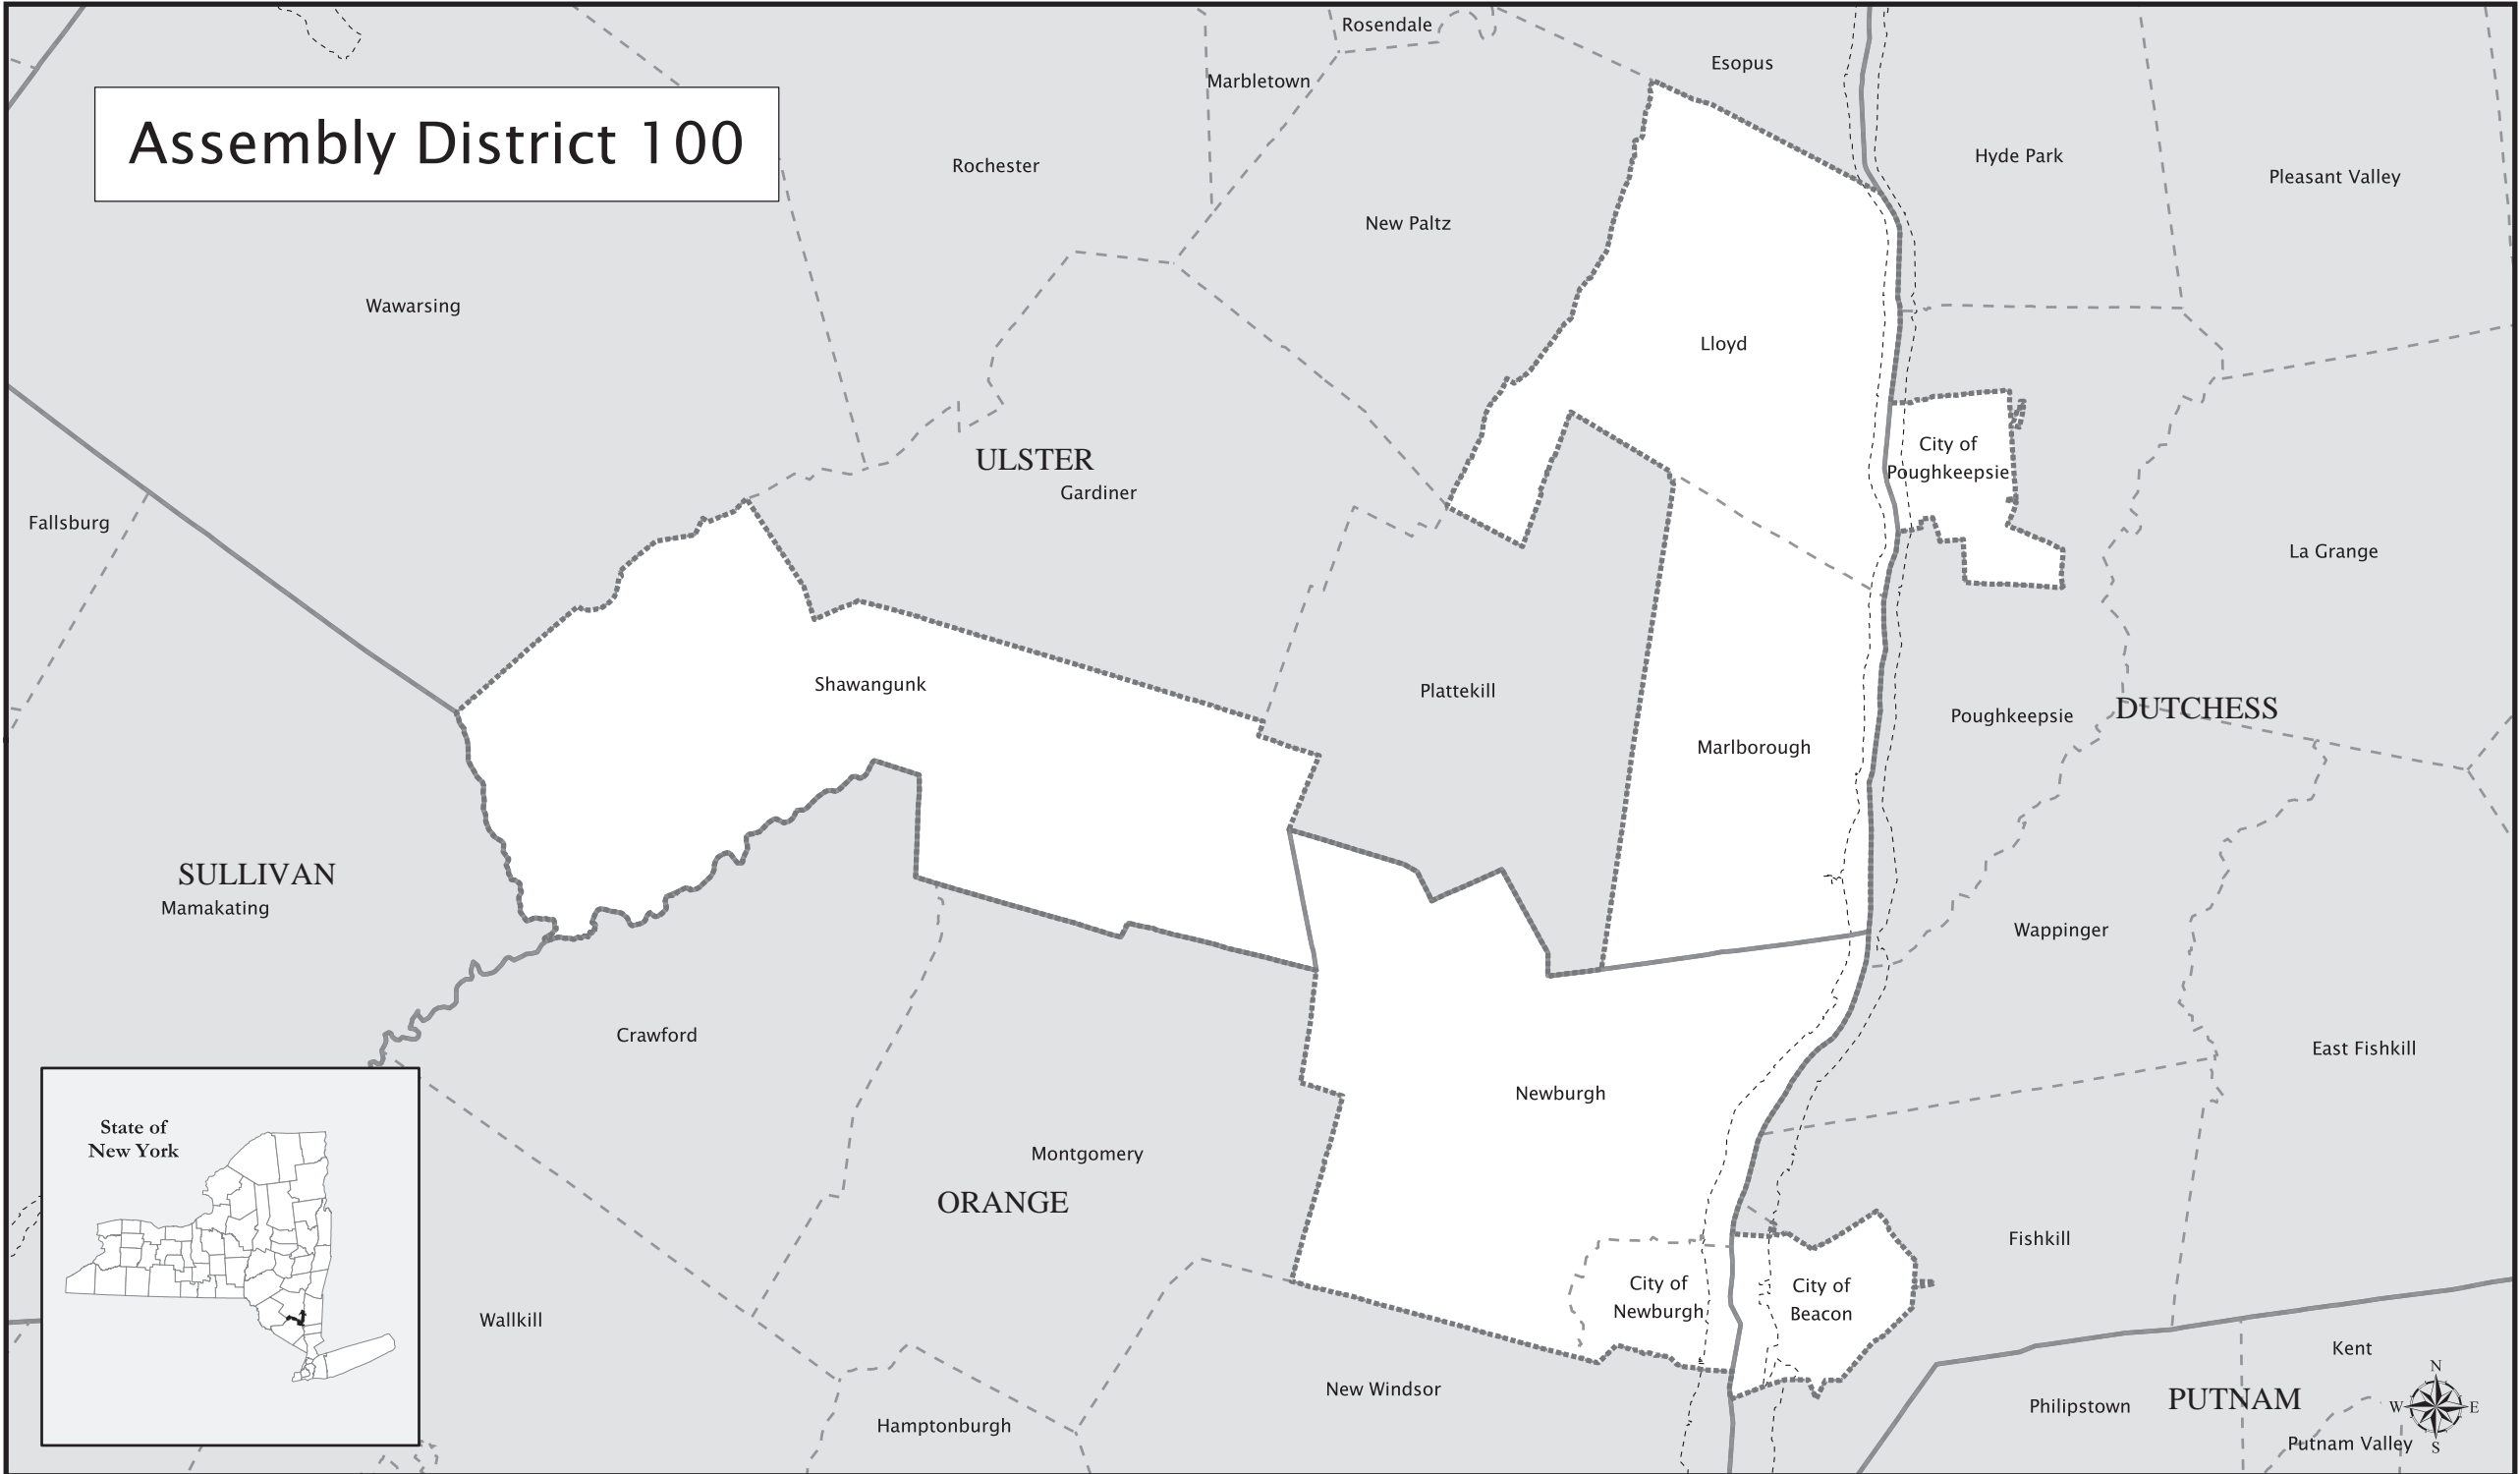 Rosendale
Esopus
Marbletown
Assembly District 100
Hyde Park
Rochester
Pleasant Valley
New Paltz
Wawarsing
Lloyd
City of
Poughkeepsie
ULSTER
Gardiner
Fallsburg
La Grange
Shawangunk
Plattekill
DUTCHESS
Poughkeepsie
Marlborough
SULLIVAN
Mamakating
Wappinger
Crawford
East Fishkill
Newburgh
State of
New York
Montgomery
ORANGE
Fishkill
City of
Newburgh
City of
Beacon
Wallkill
Kent
New Windsor
PUTNAM
Philipstown
Hamptonburgh
Putnam Valley
N
W E
S